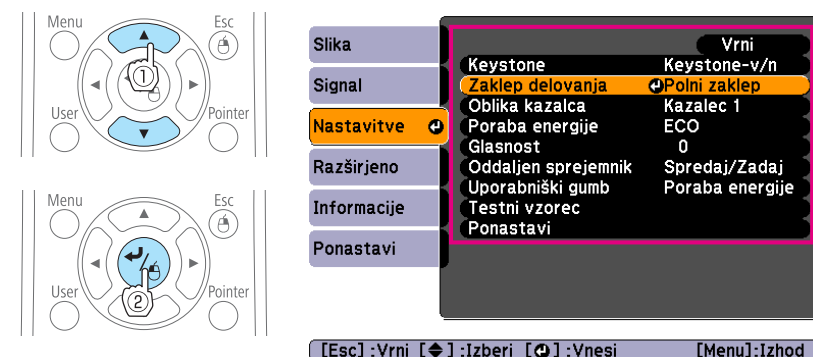 Menu
Esc
1
User
Pointer
Menu
Esc
User
2
Pointer
Slika
Signal
Nastavitve
Razširjeno
Informacije
Ponastavi
Vrni
Keystone Keystone-v/n
Zaklep delovanja Polni zaklep
Oblika kazalca Kazalec 1
Poraba energije ECO
Glasnost 0
Oddaljen sprejemnik Spredaj/Zadaj
Uporabniški gumb Poraba energije
Testni vzorec
Ponastavi
[Esc] :Vrni [◆] :Izberi [⏎] :Vnesi [Menu]:Izhod